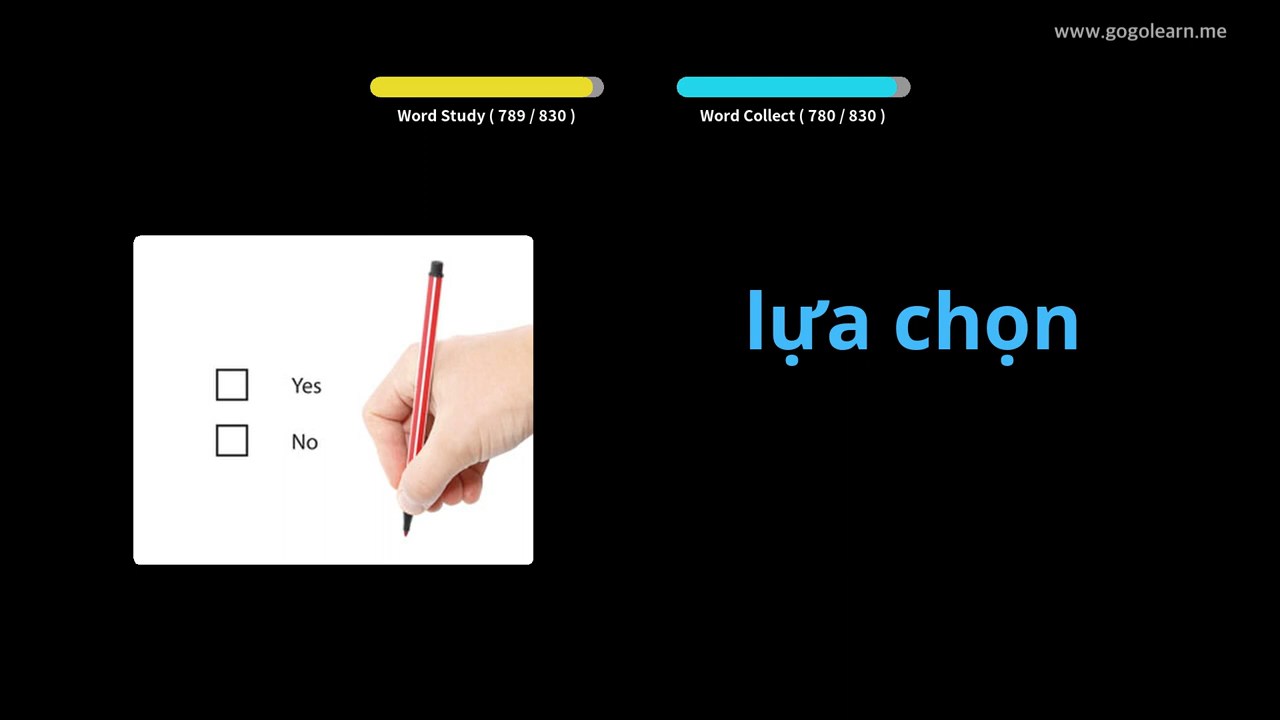 www.gogolearn.me
Word Study ( 789 / 830 )
Word Collect ( 780 / 830 )
lựa chọn
Yes
No